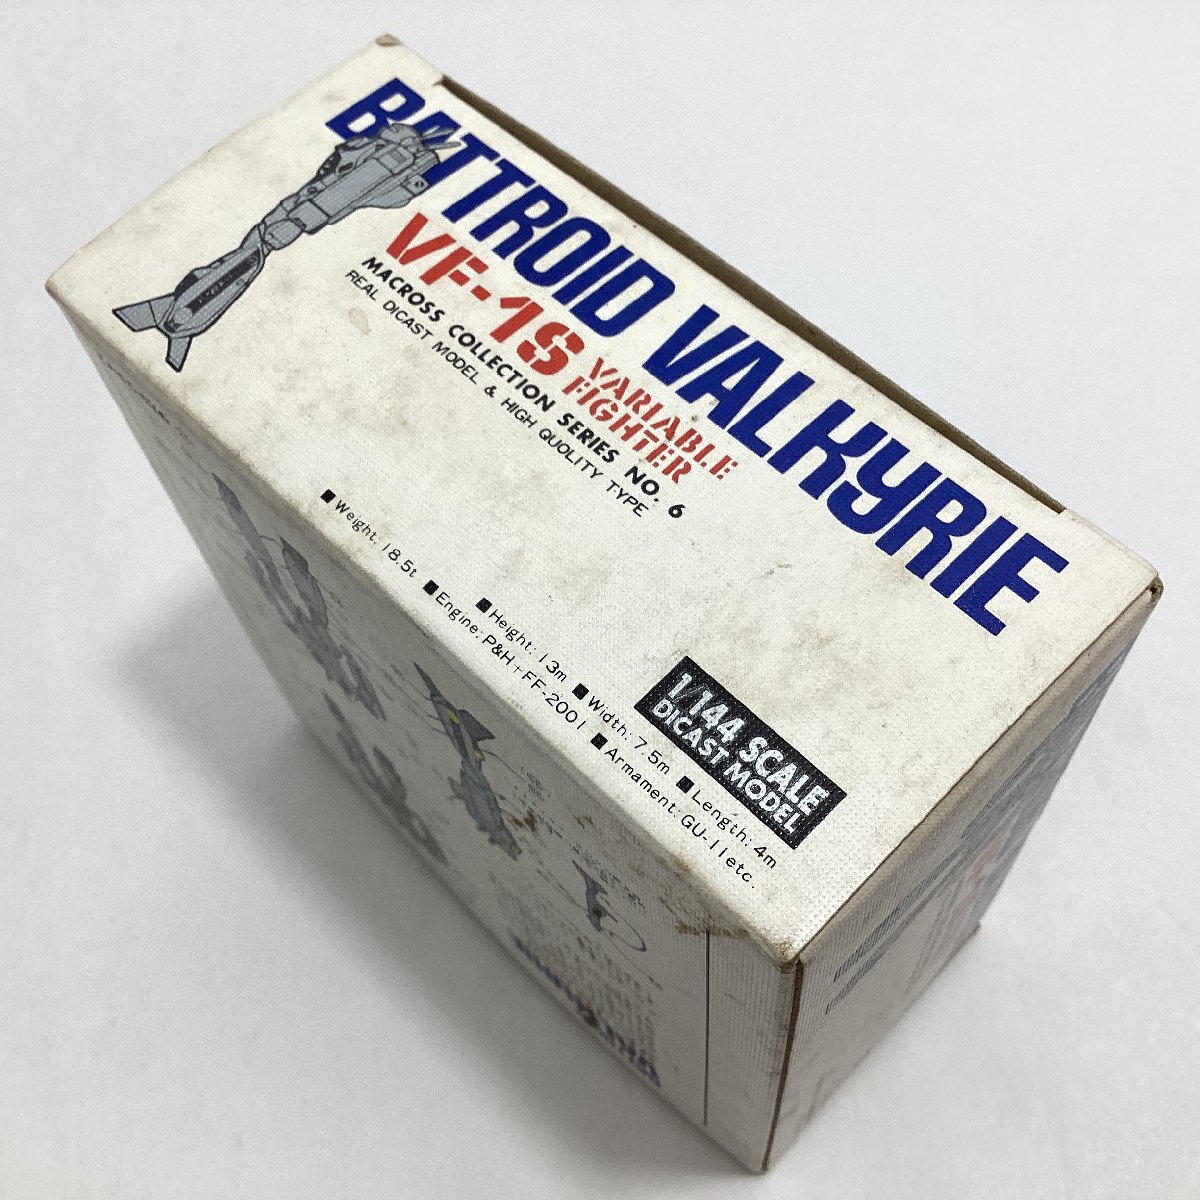 BATTROID VALKYRIE
VF-1S VARIABLE FIGHTER
MACROSS COLLECTION SERIES NO. 6
REAL DICAST MODEL & HIGH QUOLITY TYPE
1/144 SCALE
DICAST MODEL
■Height: 13m ■Width: 7.5m ■Length: 4m
■Weight: 18.5t ■Engine: P&H+FF-2001 ■Armament: GU-11etc.